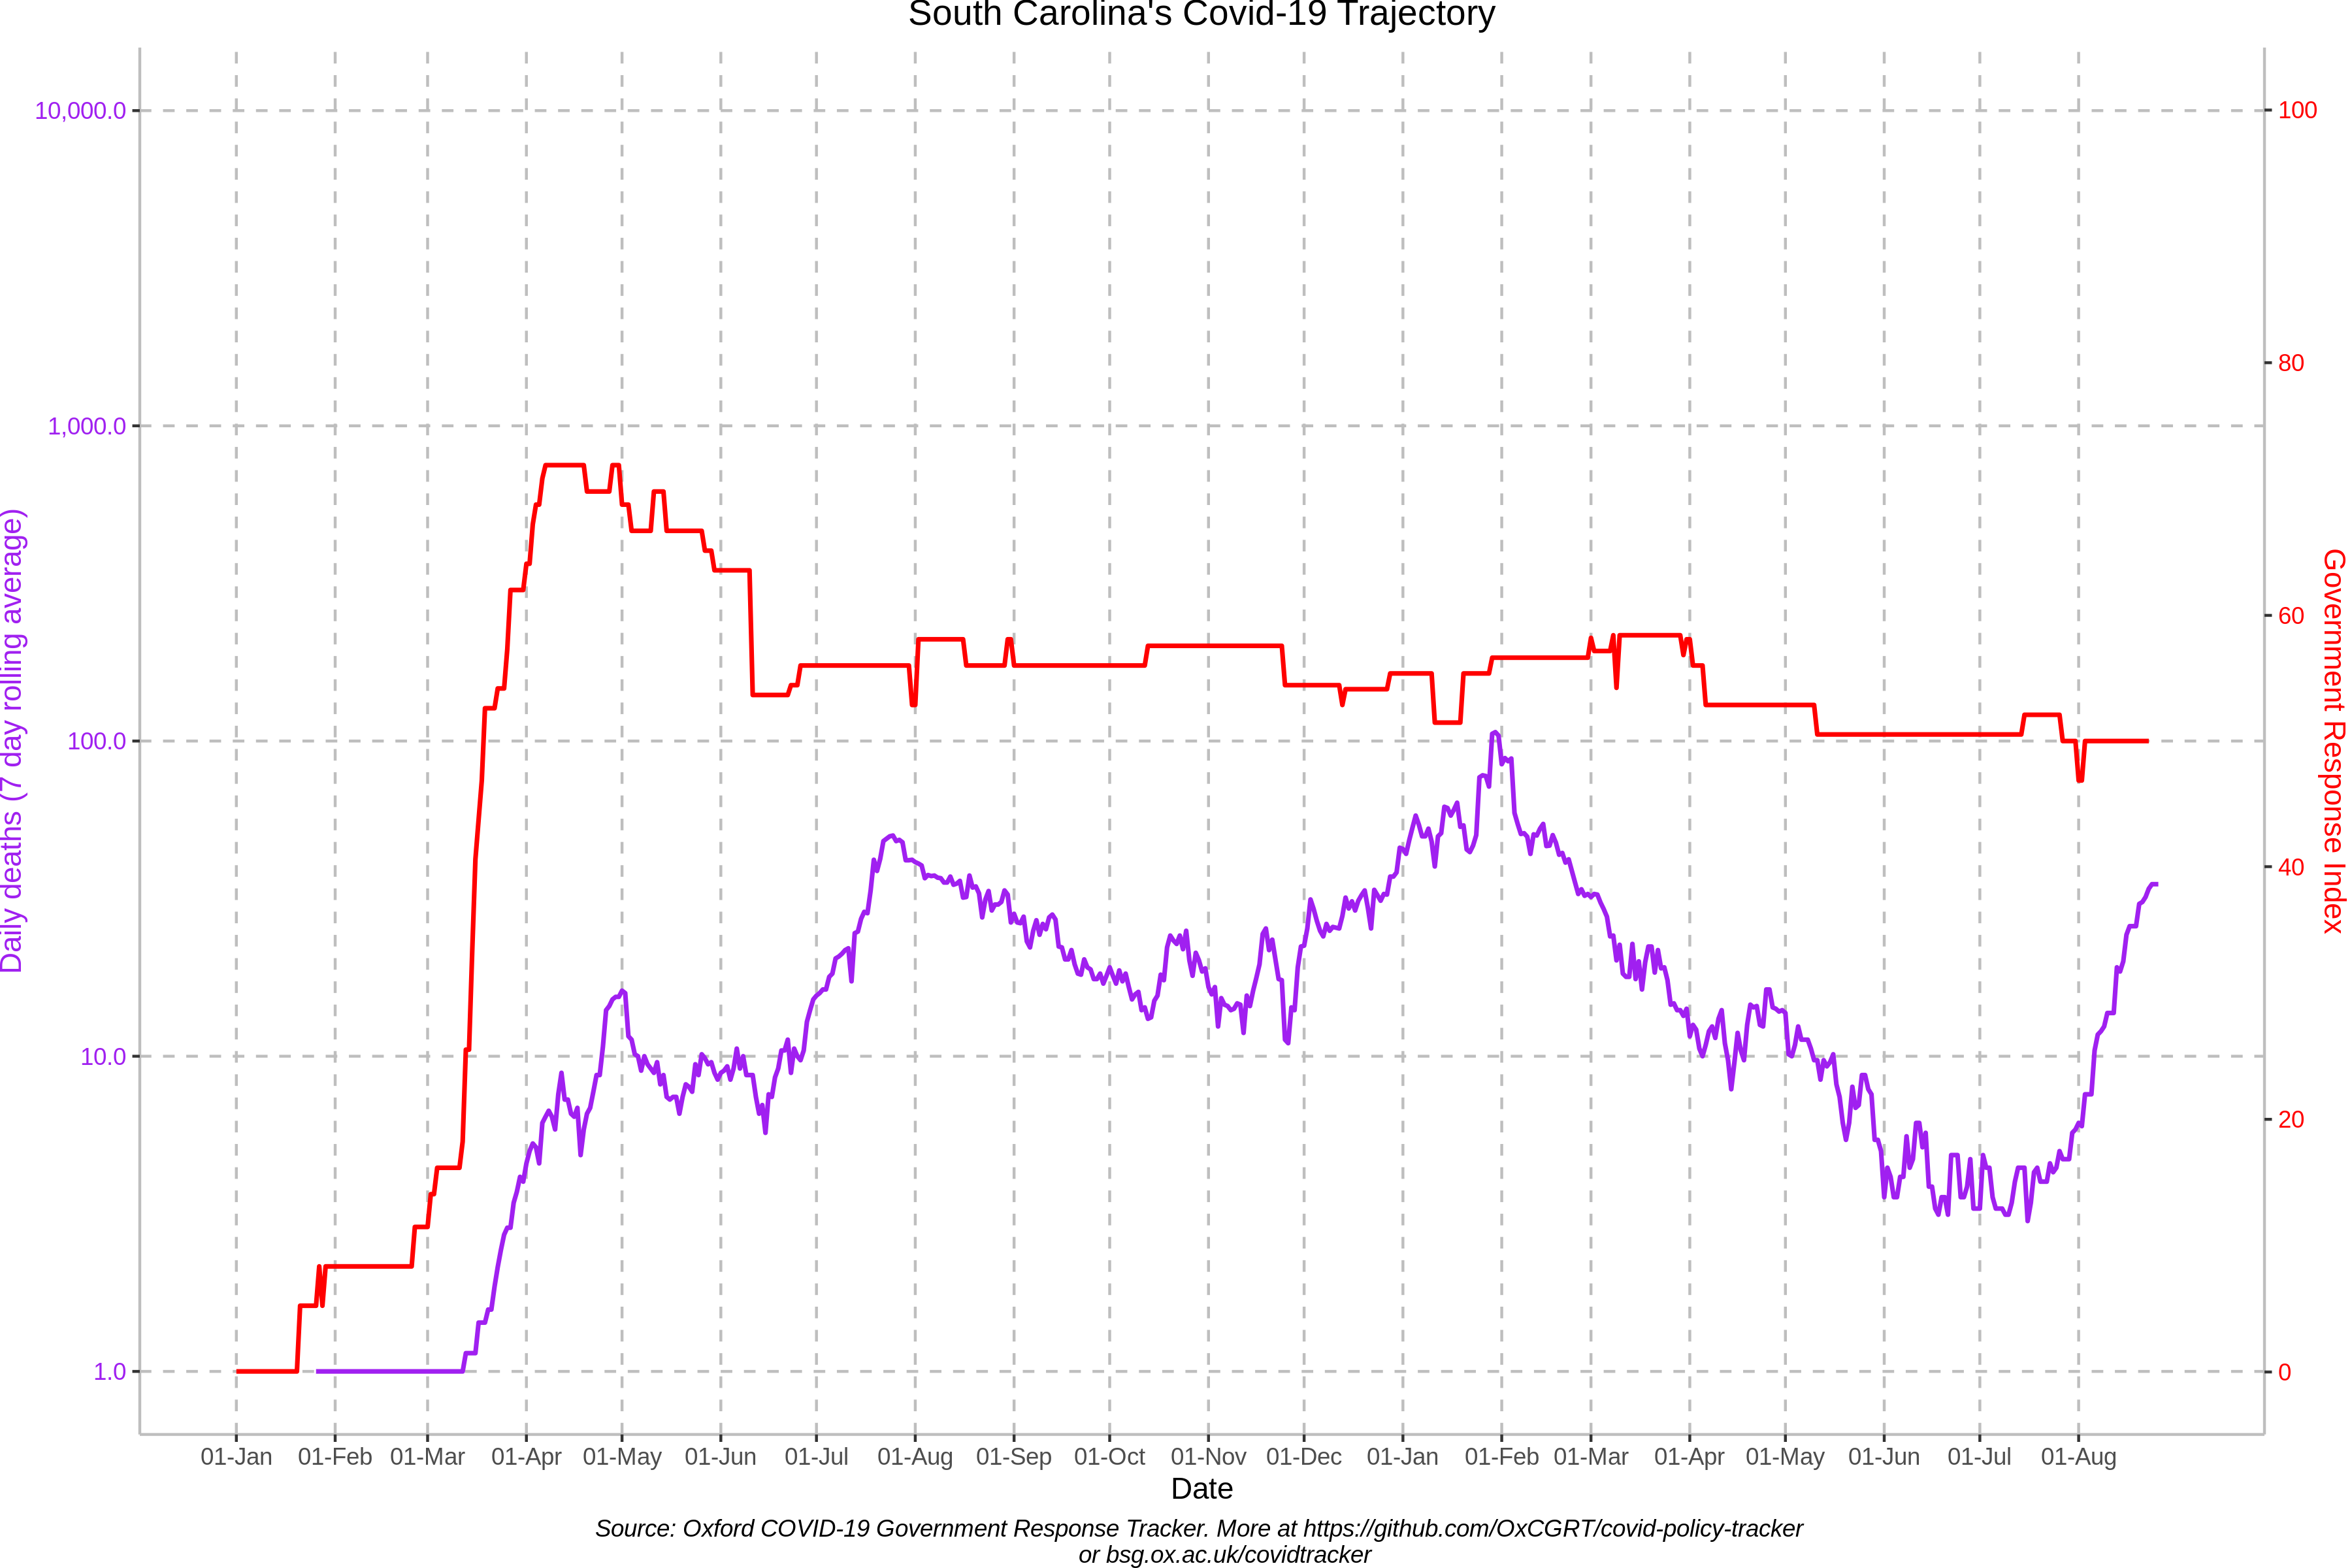 South Carolina's Covid-19 Trajectory
10,000.0
1,000.0
100.0
10.0
1.0
Daily deaths (7 day rolling average)
100
80
60
40
20
0
Government Response Index
01-Jan 01-Feb 01-Mar 01-Apr 01-May 01-Jun 01-Jul 01-Aug 01-Sep 01-Oct 01-Nov 01-Dec 01-Jan 01-Feb 01-Mar 01-Apr 01-May 01-Jun 01-Jul 01-Aug
Date
Source: Oxford COVID-19 Government Response Tracker. More at https://github.com/OxCGRT/covid-policy-tracker
or bsg.ox.ac.uk/covidtracker